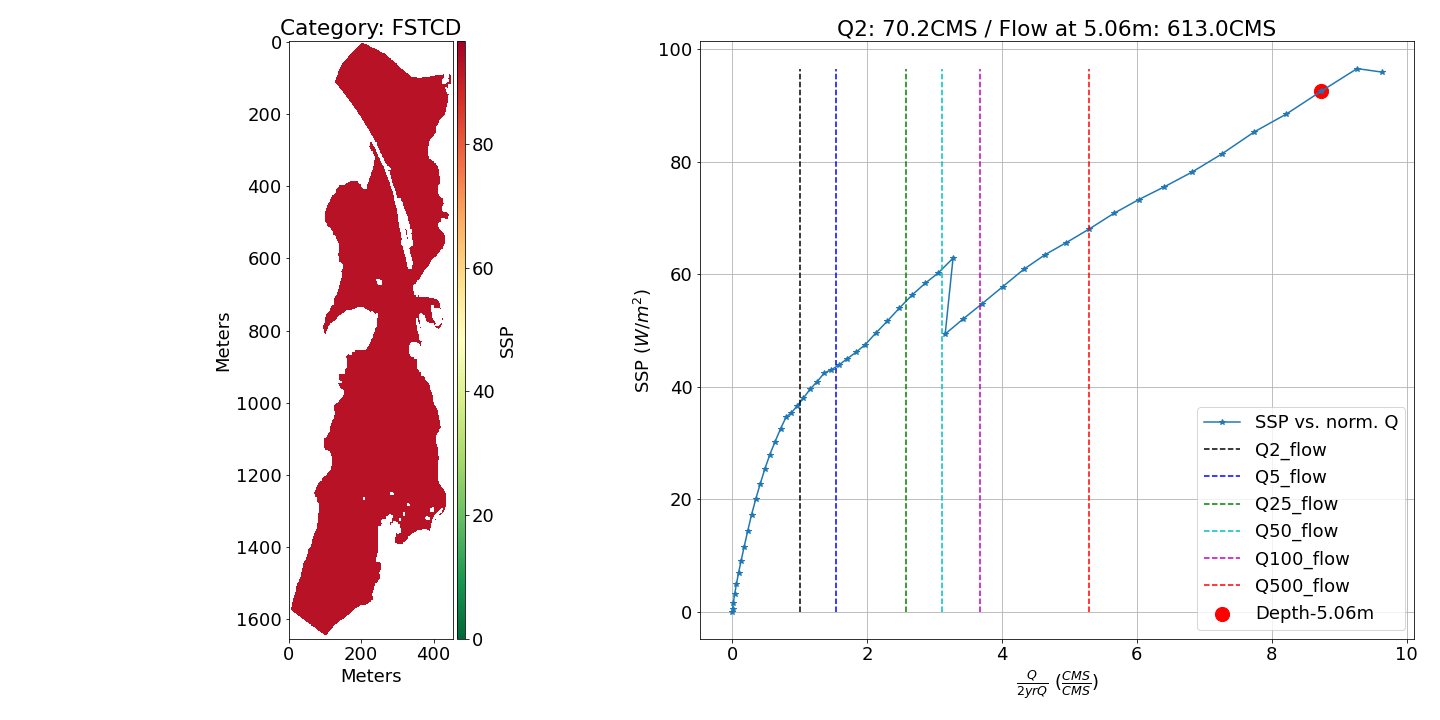 Category: FSTCD
0
200
400
600
800
1000
1200
1400
1600
Meters
0 200 400
Meters
80
60
40
20
0
SSP
Q2: 70.2CMS / Flow at 5.06m: 613.0CMS
100
80
60
40
20
0
SSP (W/m²)
0 2 4 6 8 10
Q/2yrQ (CMS/CMS)
SSP vs. norm. Q
Q2_flow
Q5_flow
Q25_flow
Q50_flow
Q100_flow
Q500_flow
Depth-5.06m